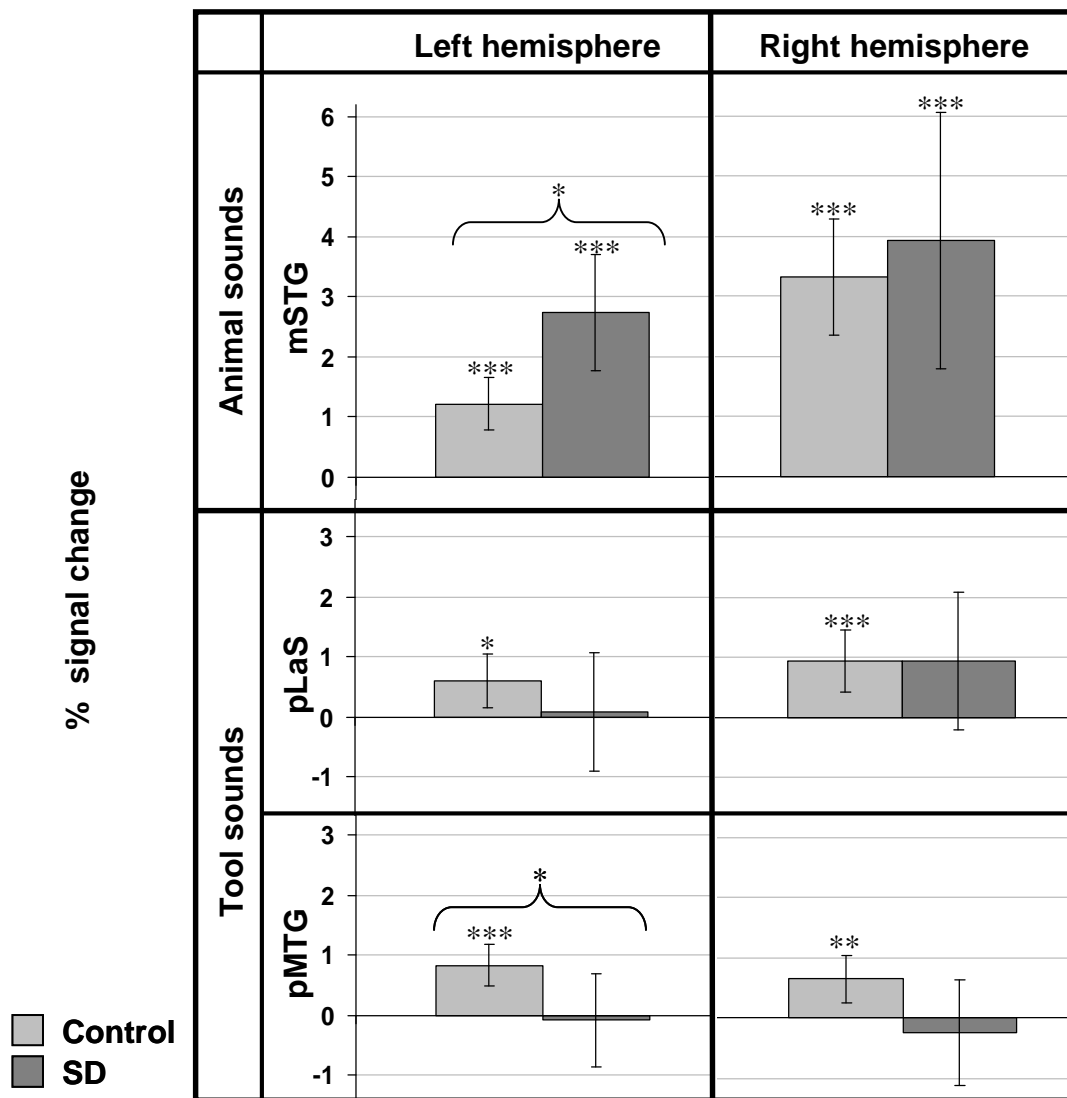 Left hemisphere
Right hemisphere
Animal sounds
mSTG
6
5
4
3
2
1
0
*
***
***
***
***
% signal change
Tool sounds
pLaS
3
2
1
0
-1
*
***
pMTG
3
2
1
0
-1
*
***
**
Control
SD